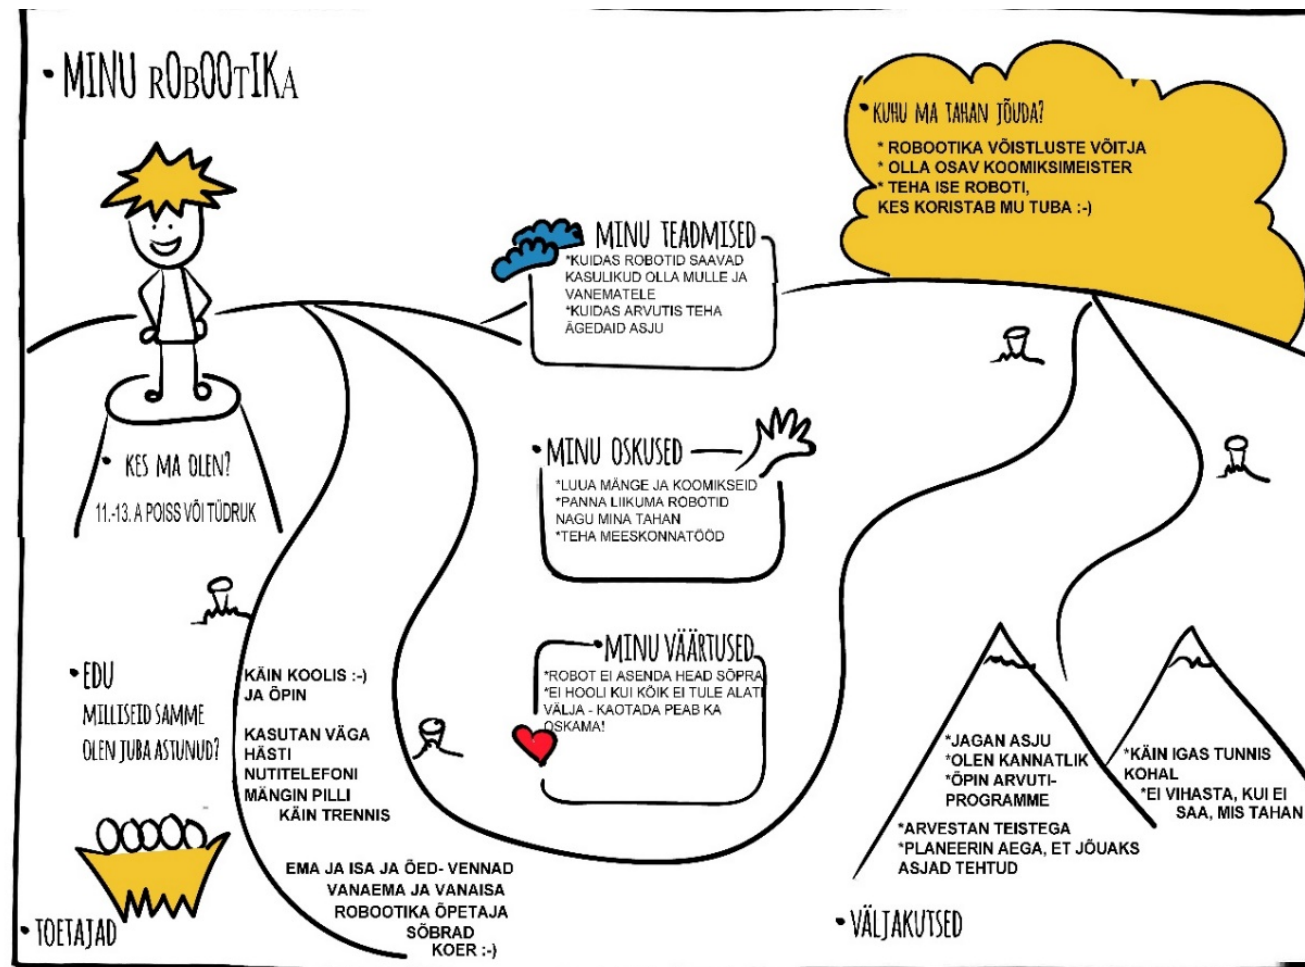 • MINU ROBOOTIKA
• KUHU MA TAHAN JÕUDA?
* ROBOOTIKA VÕISTLUSTE VÕITJA
* OLLA OSAV KOOMIKSIMEISTER
* TEHA ISE ROBOTI,
KES KORISTAB MU TUBA :-)
MINU TEADMISED
*KUIDAS ROBOTID SAAVAD
KASULIKUD OLLA MULLE JA
VANEMATELE
*KUIDAS ARVUTIS TEHA
ÄGEDAID ASJU
• KES MA OLEN?
11.-13. A POISS VÕI TÜDRUK
• MINU OSKUSED
*LUUA MÄNGE JA KOOMIKSEID
*PANNA LIIKUMA ROBOTID
NAGU MINA TAHAN
*TEHA MEESKONNATÖÖD
• MINU VÄÄRTUSED
*ROBOT EI ASENDA HEAD SÕPRA
*EI HOOLI KUI KÕIK EI TULE ALATI
VÄLJA - KAOTADA PEAB KA
OSKAMA!
• EDU
MILLISEID SAMME
OLEN JUBA ASTUNUD?
KÄIN KOOLIS :-)
JA ÕPIN
KASUTAN VÄGA
HÄSTI
NUTITELEFONI
MÄNGIN PILLI
KÄIN TRENNIS
• TOETAJAD
EMA JA ISA JA ÕED- VENNAD
VANAEMA JA VANAISA
ROBOOTIKA ÕPETAJA
SÕBRAD
KOER :-)
*JAGAN ASJU
*OLEN KANNATLIK
*ÕPIN ARVUTI-
PROGRAMME
*ARVESTAN TEISTEGA
*PLANEERIN AEGA, ET JÕUAKS
ASJAD TEHTUD
*KÄIN IGAS TUNNIS
KOHAL
*EI VIHASTA, KUI EI
SAA, MIS TAHAN
• VÄLJAKUTSED